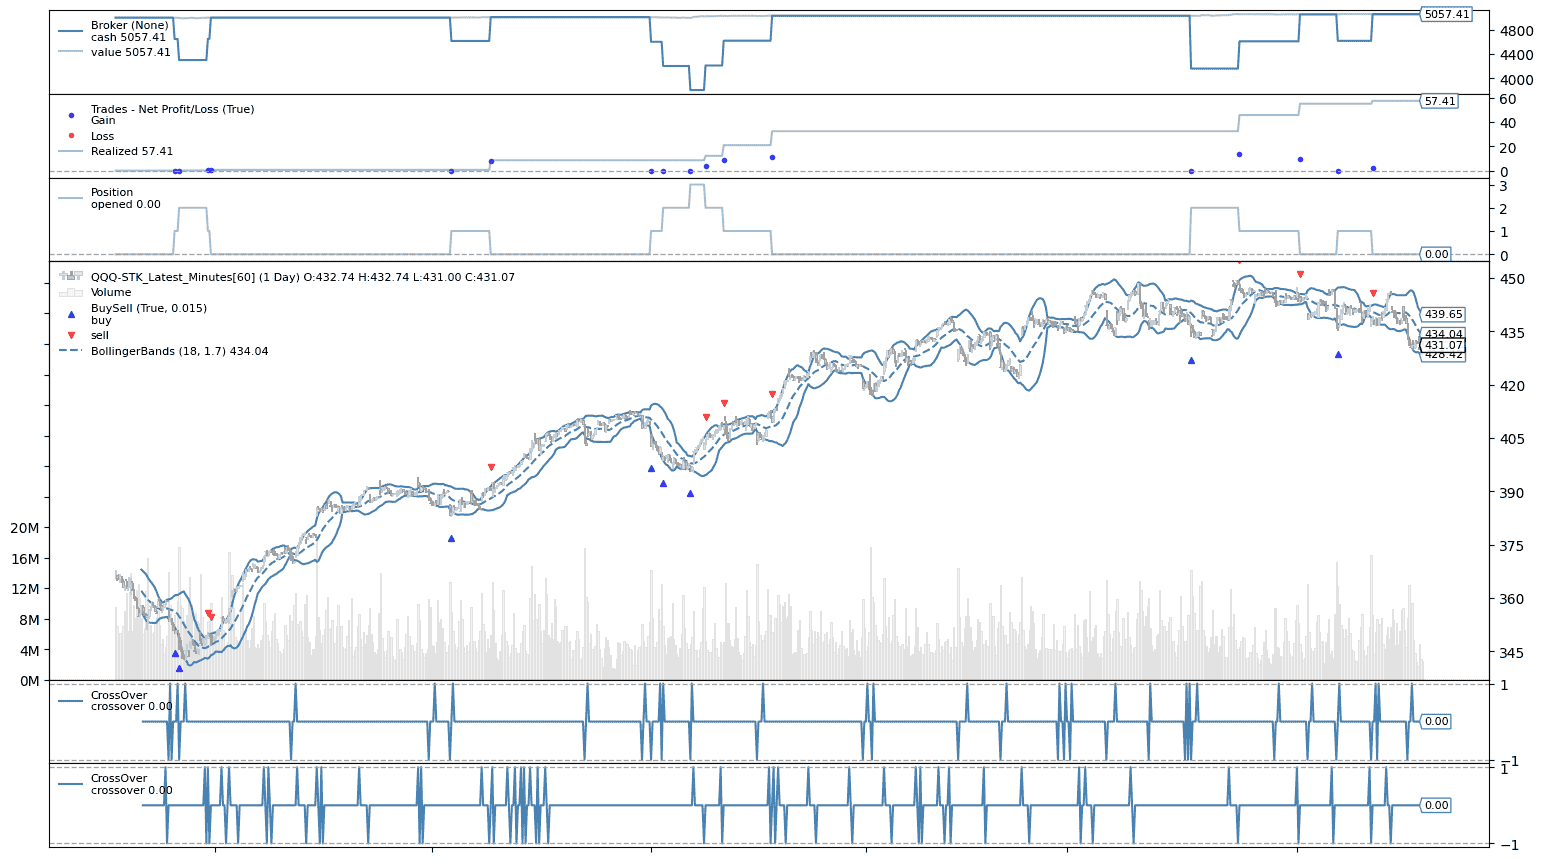 Broker (None)
cash 5057.41
value 5057.41
5057.41
4800
4400
4000
Trades - Net Profit/Loss (True)
Gain
Loss
Realized 57.41
60
57.41
40
20
0
Position
opened 0.00
3
2
1
0
0.00
QQQ-STK_Latest_Minutes[60] (1 Day) O:432.74 H:432.74 L:431.00 C:431.07
Volume
BuySell (True, 0.015)
buy
sell
BollingerBands (18, 1.7) 434.04
450
439.65
435
434.04
431.07
428.42
420
405
390
375
360
345
20M
16M
12M
8M
4M
0M
CrossOver
crossover 0.00
1
0.00
−1
CrossOver
crossover 0.00
1
0.00
−1